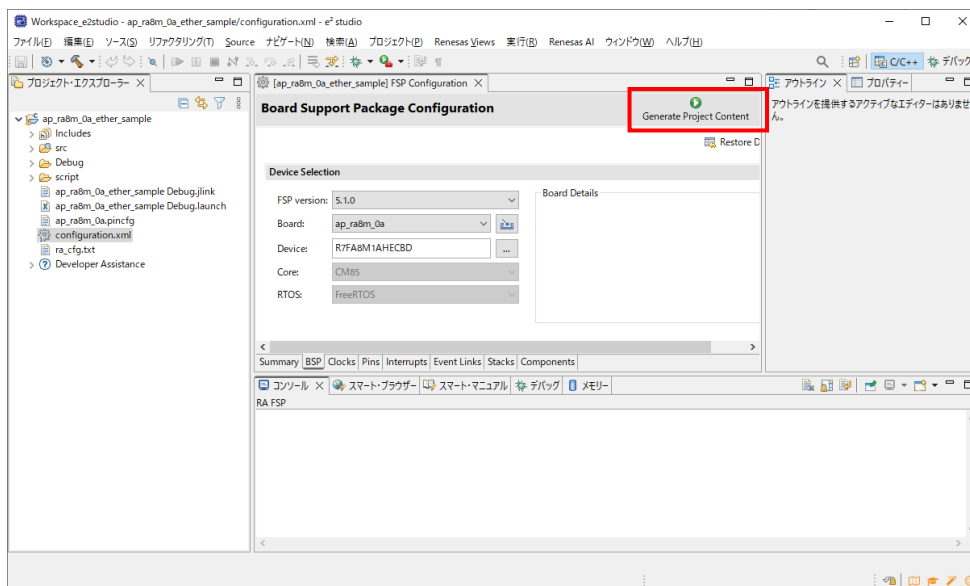 Workspace_e2studio - ap_ra8m_0a_ether_sample/configuration.xml - e² studio
ファイル(F) 編集(E) ソース(S) リファクタリング(T) Source ナビゲート(N) 検索(A) プロジェクト(P) Renesas Views 実行(R) Renesas AI ウィンドウ(W) ヘルプ(H)
C/C++ デバッグ
プロジェクト・エクスプローラー
ap_ra8m_0a_ether_sample
Includes
src
Debug
script
ap_ra8m_0a_ether_sample Debug.jlink
ap_ra8m_0a_ether_sample Debug.launch
ap_ra8m_0a.pincfg
configuration.xml
ra_cfg.txt
Developer Assistance
[ap_ra8m_0a_ether_sample] FSP Configuration
Board Support Package Configuration
Generate Project Content
Restore D
Device Selection
FSP version: 5.1.0
Board: ap_ra8m_0a
Device: R7FA8M1AHECBD
...
Core: CM85
RTOS: FreeRTOS
Board Details
Summary BSP Clocks Pins Interrupts Event Links Stacks Components
アウトライン プロパティー
アウトラインを提供するアクティブなエディターはありませ
ん。
コンソール スマート・ブラウザー スマート・マニュアル デバッグ メモリー
RA FSP